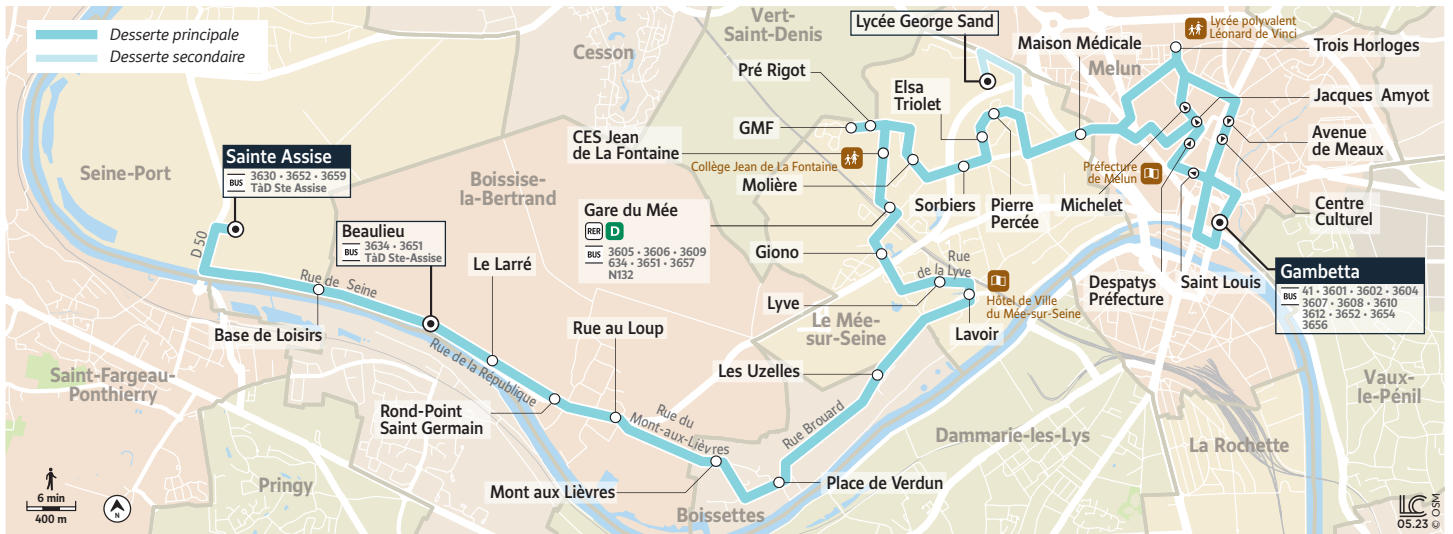 Desserte principale
Desserte secondaire
Vert-
Saint-Denis
Cesson
Lycée George Sand
Lycée polyvalent
Léonard de Vinci
Maison Médicale
Trois Horloges
Melun
Pré Rigot
Elsa
Triolet
Jacques Amyot
GMF
CES Jean
de La Fontaine
Collège Jean de La Fontaine
Avenue
de Meaux
Préfecture
de Melun
Molière
Sorbiers
Pierre
Percée
Michelet
Centre
Culturel
Seine-Port
Sainte Assise
BUS
3630 • 3652 • 3659
TàD Ste Assise
Boissise-
la-Bertrand
Gare du Mée
RER D
BUS
3605 • 3606 • 3609
634 • 3651 • 3657
N132
Beaulieu
BUS
3634 • 3651
TàD Ste-Assise
D 50
Le Larré
Giono
Rue
de la Lyve
Rue de Seine
Lyve
Hôtel de Ville
du Mée-sur-Seine
Despatys
Préfecture
Saint Louis
Gambetta
BUS
41 • 3601 • 3602 • 3604
3607 • 3608 • 3610
3612 • 3652 • 3654
3656
Base de Loisirs
Rue au Loup
Le Mée-
sur-Seine
Lavoir
Rue de la République
Saint-Fargeau-
Ponthierry
Les Uzelles
Vaux-
le-Pénil
Rond-Point
Saint Germain
Rue du
Mont-aux-Lièvres
Rue Brouard
Dammarie-les-Lys
La Rochette
Pringy
Mont aux Lièvres
Place de Verdun
Boissettes
6 min
400 m
N
LC
05.23 © OSM